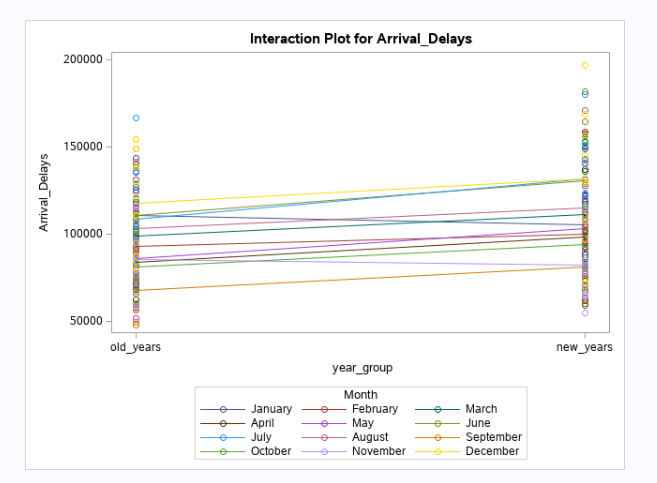 Interaction Plot for Arrival_Delays
200000
150000
100000
50000
Arrival_Delays
old_years
new_years
year_group
Month
January
February
March
April
May
June
July
August
September
October
November
December